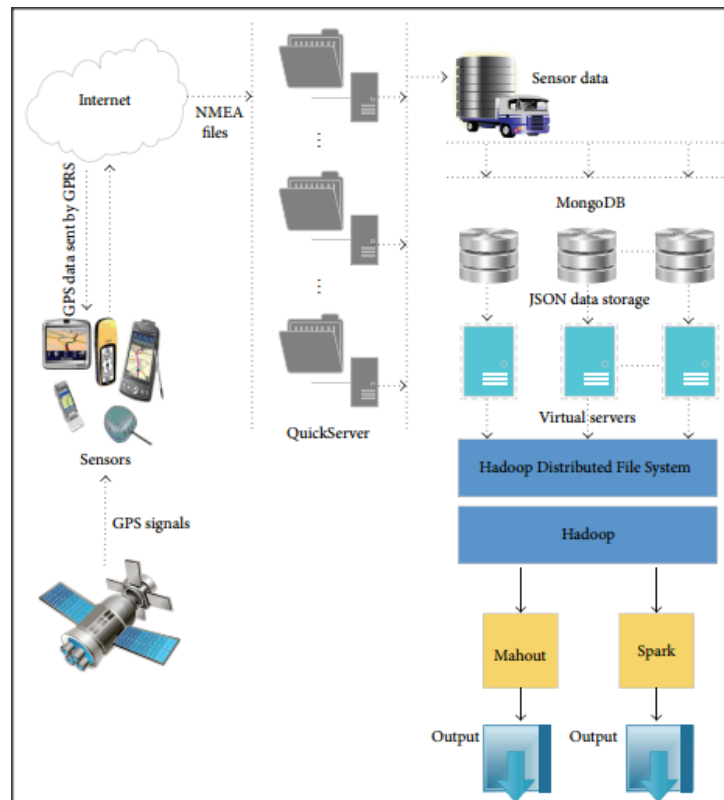 Internet
NMEA
files
GPS data sent by GPRS
Sensors
GPS signals
QuickServer
Sensor data
MongoDB
JSON data storage
Virtual servers
Hadoop Distributed File System
Hadoop
Mahout
Spark
Output
Output